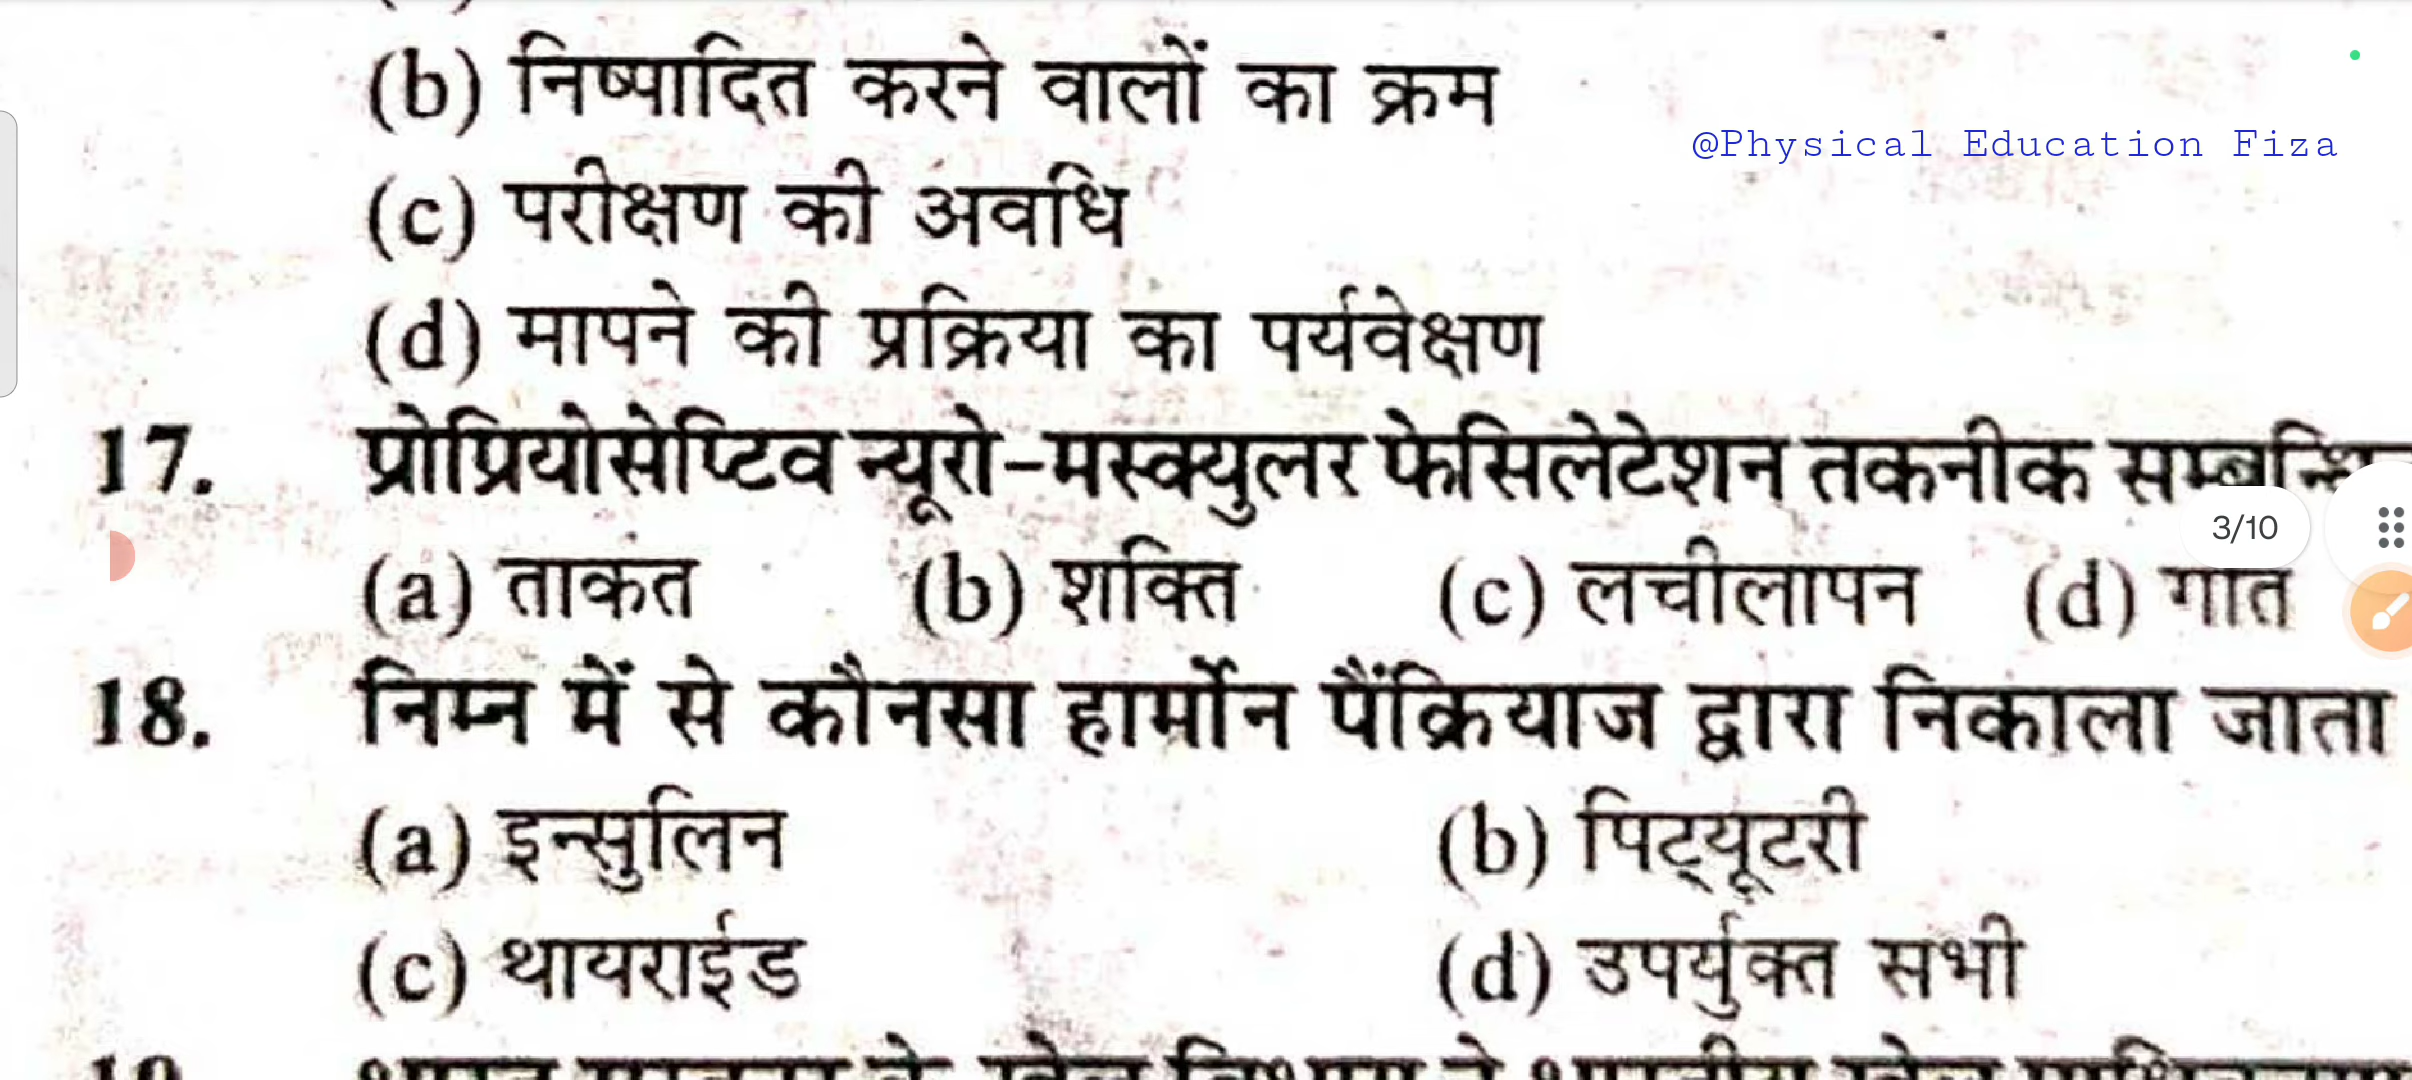 (b) निष्पादित करने वालों का क्रम
@Physical Education Fiza
(c) परीक्षण की अवधि
(d) मापने की प्रक्रिया का पर्यवेक्षण
17. प्रोप्रियोसेप्टिव न्यूरो-मस्क्युलर फेसिलेटेशन तकनीक
3/10
(a) ताकत (b) शक्ति (c) लचीलापन (d) गात
18. निम्न में से कौनसा हार्मोन पैंक्रियाज द्वारा निकाला जाता
(a) इन्सुलिन (b) पिट्यूटरी
(c) थायराईड (d) उपर्युक्त सभी